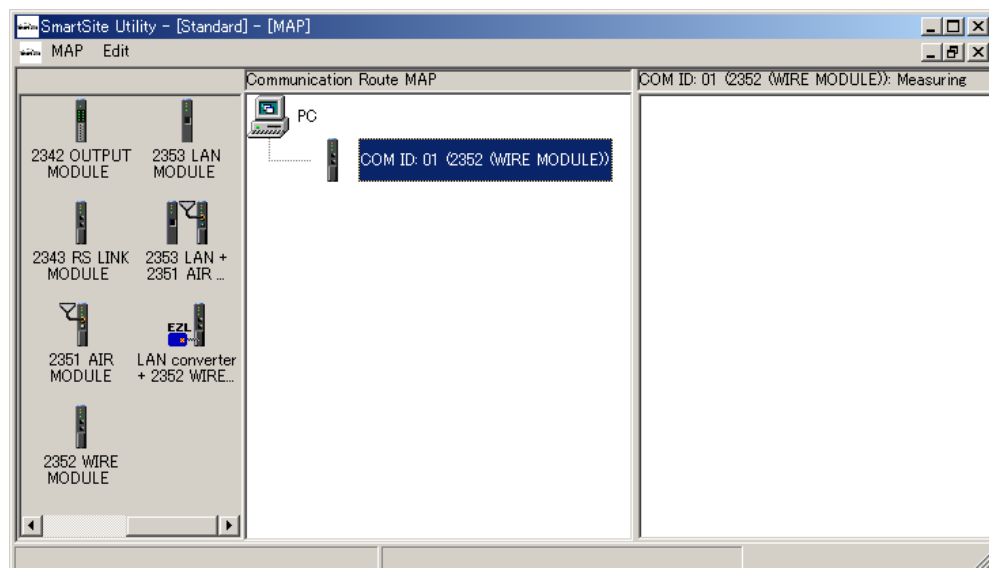 SmartSite Utility - [Standard] - [MAP]
MAP Edit
Communication Route MAP
COM ID: 01 (2352 (WIRE MODULE)): Measuring
PC
COM ID: 01 (2352 (WIRE MODULE))
2342 OUTPUT
MODULE
2353 LAN
MODULE
2343 RS LINK
MODULE
2353 LAN +
2351 AIR ...
2351 AIR
MODULE
EZL
LAN converter
+ 2352 WIRE...
2352 WIRE
MODULE